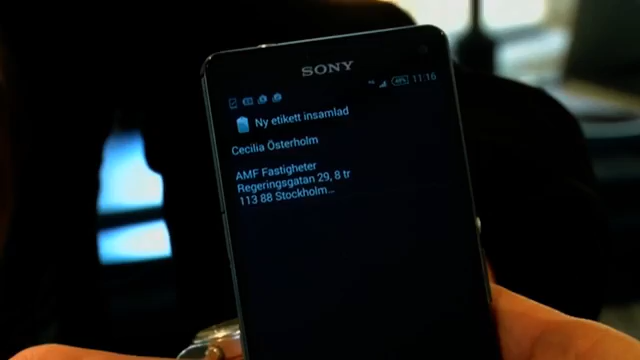 SONY
11:16
Ny etikett insamlad
Cecilia Österholm
AMF Fastigheter
Regeringsgatan 29, 8 tr
113 88 Stockholm...